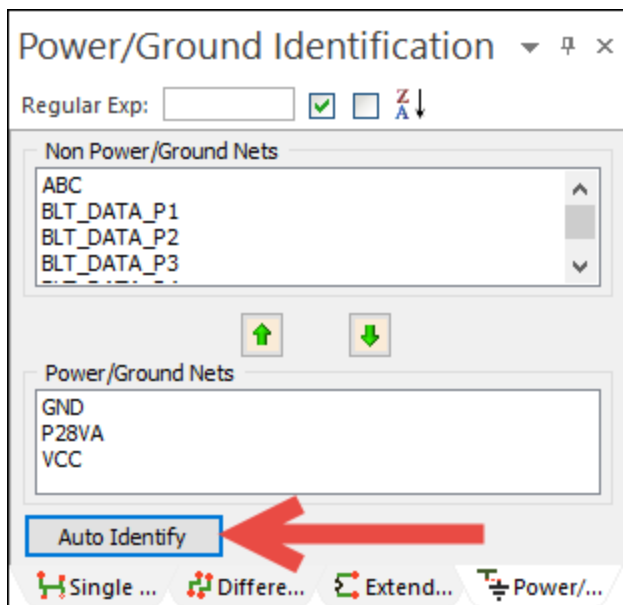 Power/Ground Identification
Regular Exp:
Z
A
Non Power/Ground Nets
ABC
BLT_DATA_P1
BLT_DATA_P2
BLT_DATA_P3
Power/Ground Nets
GND
P28VA
VCC
Auto Identify
Single ... Differe... Extend... Power/...